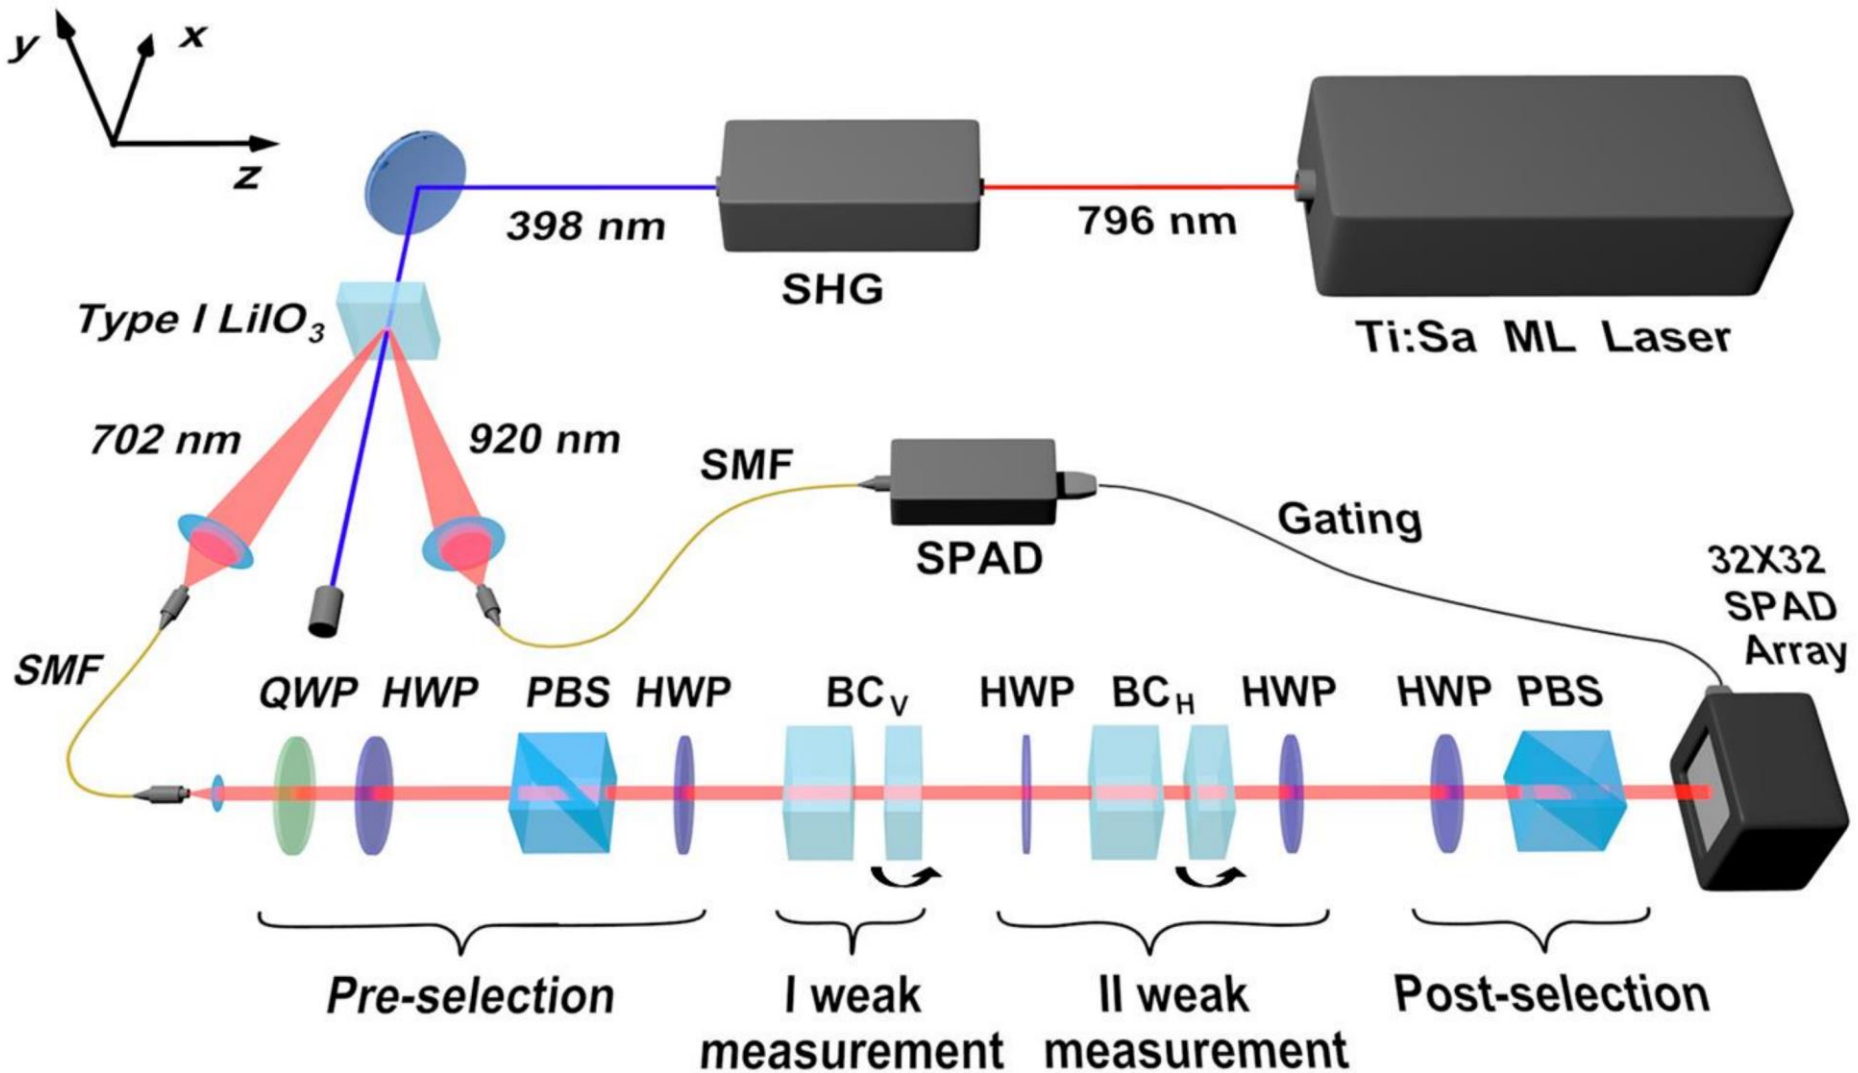 y
x
z
398 nm
796 nm
SHG
Ti:Sa ML Laser
Type I LiIO3
702 nm
920 nm
SMF
SPAD
Gating
32X32
SPAD
Array
SMF
QWP HWP PBS HWP BCV HWP BCH HWP HWP PBS
Pre-selection
I weak
measurement
II weak
measurement
Post-selection